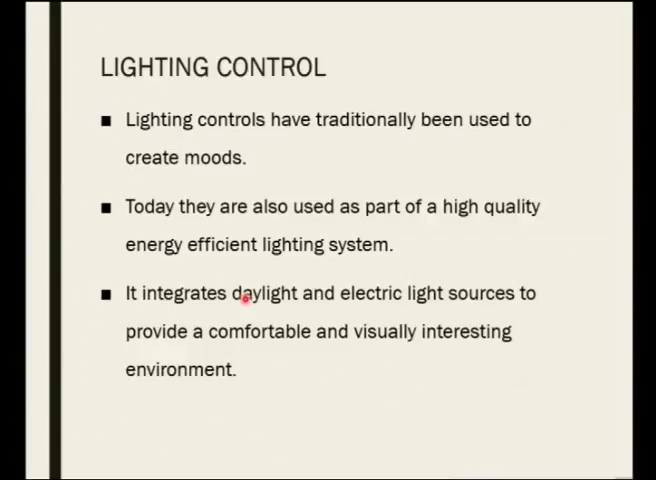 LIGHTING CONTROL
■ Lighting controls have traditionally been used to
create moods.
■ Today they are also used as part of a high quality
energy efficient lighting system.
■ It integrates daylight and electric light sources to
provide a comfortable and visually interesting
environment.